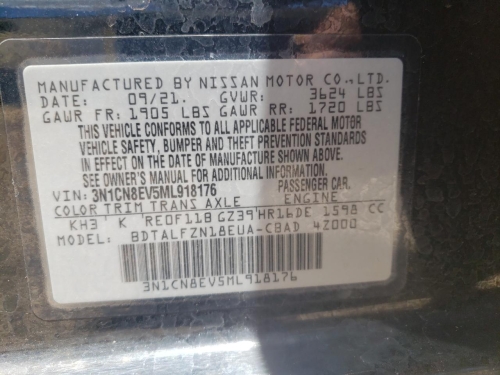 MANUFACTURED BY NISSAN MOTOR CO.,LTD.
DATE: 09/21. GVWR: 3624 LBS
GAWR FR: 1905 LBS GAWR RR: 1720 LBS
THIS VEHICLE CONFORMS TO ALL APPLICABLE FEDERAL MOTOR
VEHICLE SAFETY, BUMPER AND THEFT PREVENTION STANDARDS
IN EFFECT ON THE DATE OF MANUFACTURE SHOWN ABOVE.
SEE OWNER'S MANUAL FOR ADDITIONAL INFORMATION.
VIN: 3N1CN8EV5ML918176 PASSENGER CAR.
COLOR TRIM TRANS AXLE ENGINE
KH3 K RE0F11B GZ39 HR16DE 1598 CC
MODEL: BDTALFZN18EUA-CBAD 4Z000
3N1CN8EV5ML918176